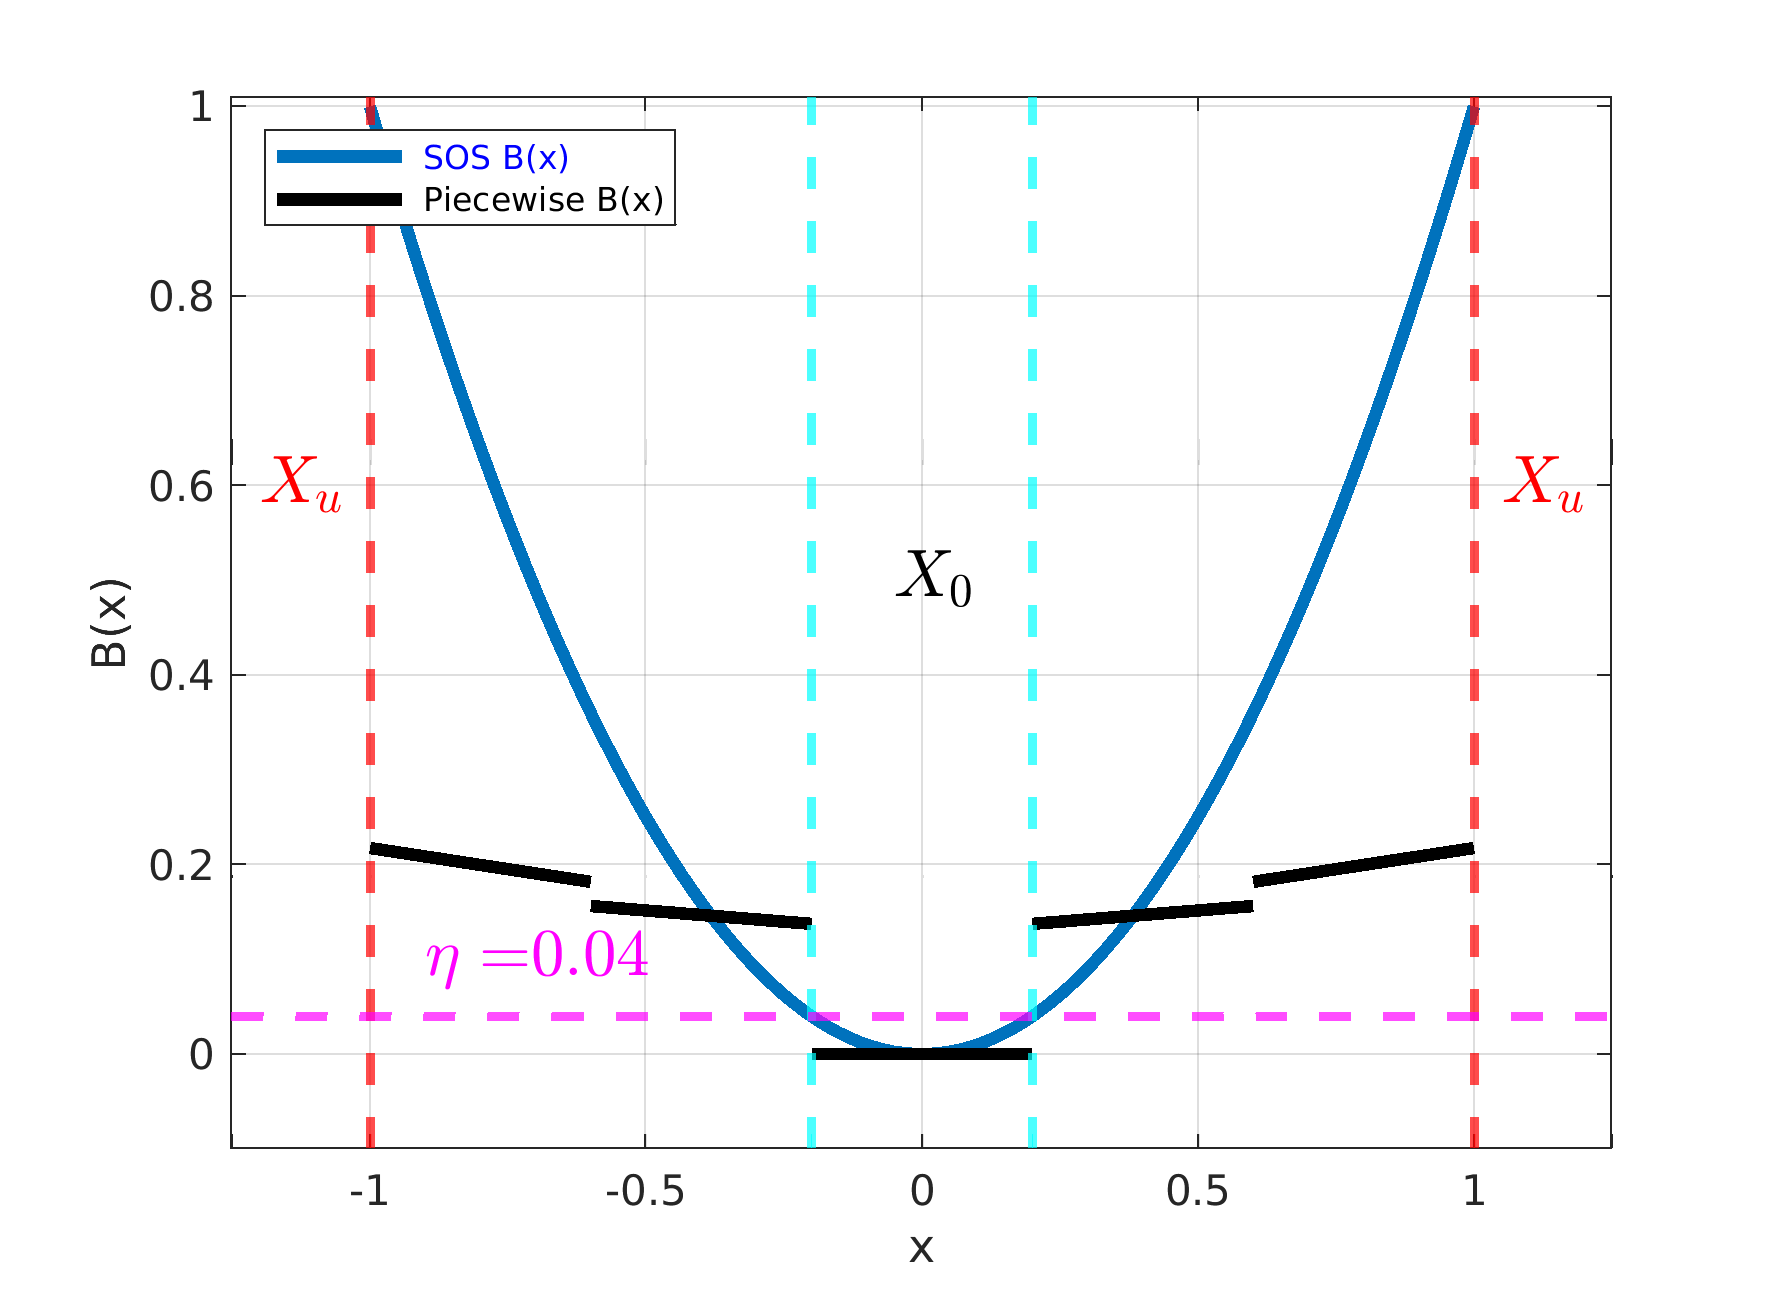 1
SOS B(x)
Piecewise B(x)
0.8
0.6
X_u
X_u
X_0
B(x)
0.4
0.2
η =0.04
0
-1 -0.5 0 0.5 1
x